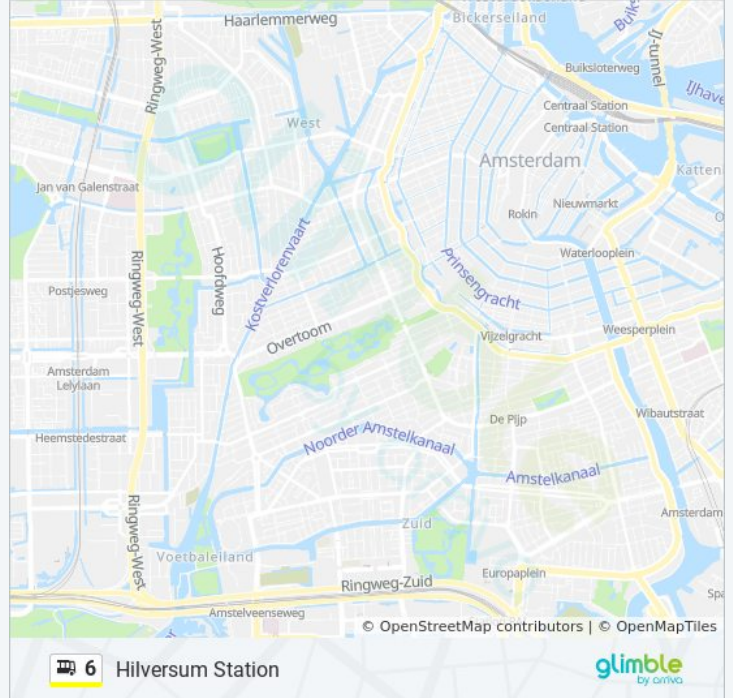 Haarlemmerweg
Bickerseiland
Buiks
IJ-tunnel
Ringweg-West
Buiksloterweg
IJhave
Centraal Station
West
Centraal Station
Amsterdam
Katten
Jan van Galenstraat
Nieuwmarkt
Rokin
O
Kostverlorenvaart
Waterlooplein
Hoofdweg
Prinsengracht
Ringweg-West
Postjesweg
Overtoom
Vijzelgracht
Weesperplein
Amsterdam
Lelylaan
De Pijp
Wibautstraat
Heemstedestraat
Noorder Amstelkanaal
Amstelkanaal
Ringweg-West
Amsterdam
Zuid
Voetbaleiland
Europaplein
Ringweg-Zuid
Spa
Amstelveenseweg
er
© OpenStreetMap contributors | © OpenMapTiles
6 Hilversum Station
glimble
by arriva